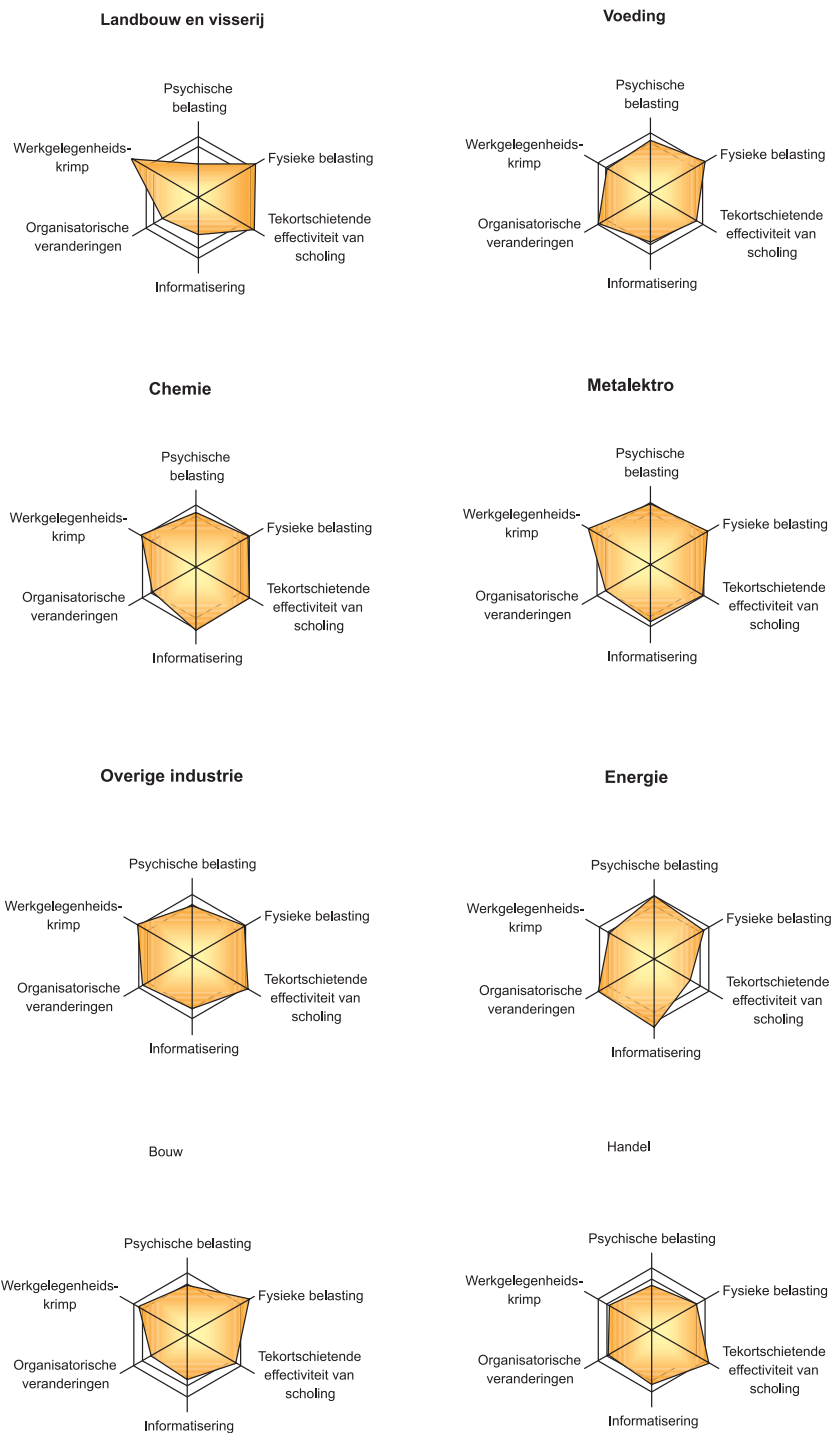 Landbouw en visserij
Psychische
belasting
Werkgelegenheids-
krimp
Fysieke belasting
Organisatorische
veranderingen
Tekortschietende
effectiviteit van
scholing
Informatisering
Voeding
Psychische
belasting
Werkgelegenheids-
krimp
Fysieke belasting
Organisatorische
veranderingen
Tekortschietende
effectiviteit van
scholing
Informatisering
Chemie
Psychische
belasting
Werkgelegenheids-
krimp
Fysieke belasting
Organisatorische
veranderingen
Tekortschietende
effectiviteit van
scholing
Informatisering
Metalektro
Psychische
belasting
Werkgelegenheids-
krimp
Fysieke belasting
Organisatorische
veranderingen
Tekortschietende
effectiviteit van
scholing
Informatisering
Overige industrie
Psychische belasting
Werkgelegenheids-
krimp
Fysieke belasting
Organisatorische
veranderingen
Tekortschietende
effectiviteit van
scholing
Informatisering
Energie
Psychische belasting
Werkgelegenheids-
krimp
Fysieke belasting
Organisatorische
veranderingen
Tekortschietende
effectiviteit van
scholing
Informatisering
Bouw
Psychische belasting
Werkgelegenheids-
krimp
Fysieke belasting
Organisatorische
veranderingen
Tekortschietende
effectiviteit van
scholing
Informatisering
Handel
Psychische belasting
Werkgelegenheids-
krimp
Fysieke belasting
Organisatorische
veranderingen
Tekortschietende
effectiviteit van
scholing
Informatisering